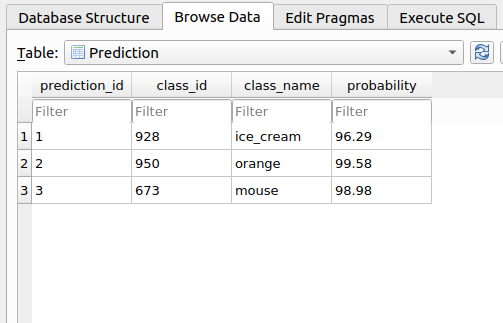 Database Structure Browse Data Edit Pragmas Execute SQL
Table: Prediction
prediction_id class_id class_name probability
Filter Filter Filter Filter
1 1 928 ice_cream 96.29
2 2 950 orange 99.58
3 3 673 mouse 98.98